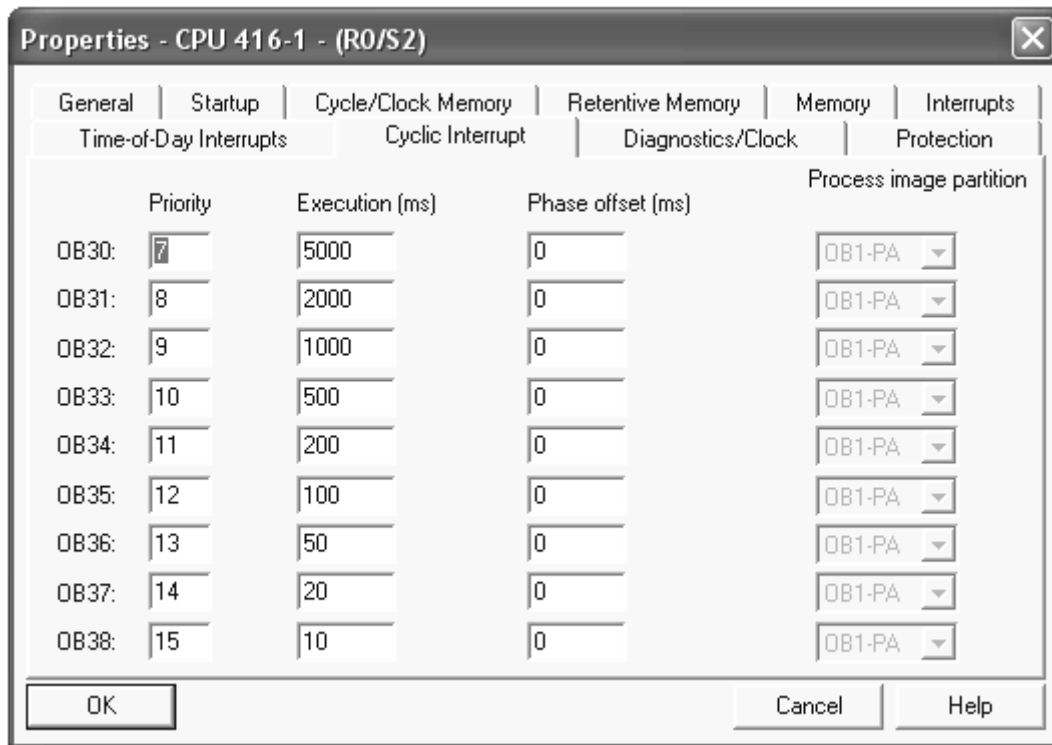 Properties - CPU 416-1 - (R0/S2)
General Startup Cycle/Clock Memory Retentive Memory Memory Interrupts
Time-of-Day Interrupts Cyclic Interrupt Diagnostics/Clock Protection
Process image partition
Priority Execution (ms) Phase offset (ms)
OB30: 7 5000 0 OB1-PA
OB31: 8 2000 0 OB1-PA
OB32: 9 1000 0 OB1-PA
OB33: 10 500 0 OB1-PA
OB34: 11 200 0 OB1-PA
OB35: 12 100 0 OB1-PA
OB36: 13 50 0 OB1-PA
OB37: 14 20 0 OB1-PA
OB38: 15 10 0 OB1-PA
OK Cancel Help